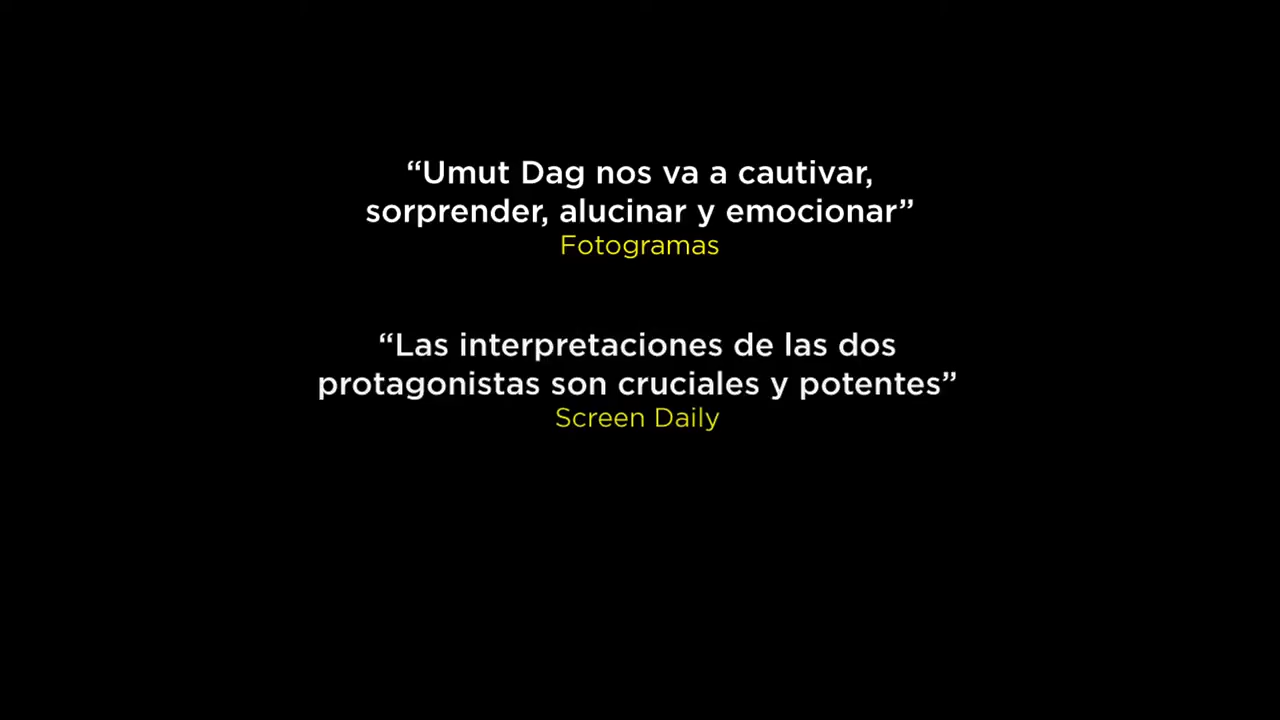 “Umut Dag nos va a cautivar,
sorprender, alucinar y emocionar”
Fotogramas
“Las interpretaciones de las dos
protagonistas son cruciales y potentes”
Screen Daily